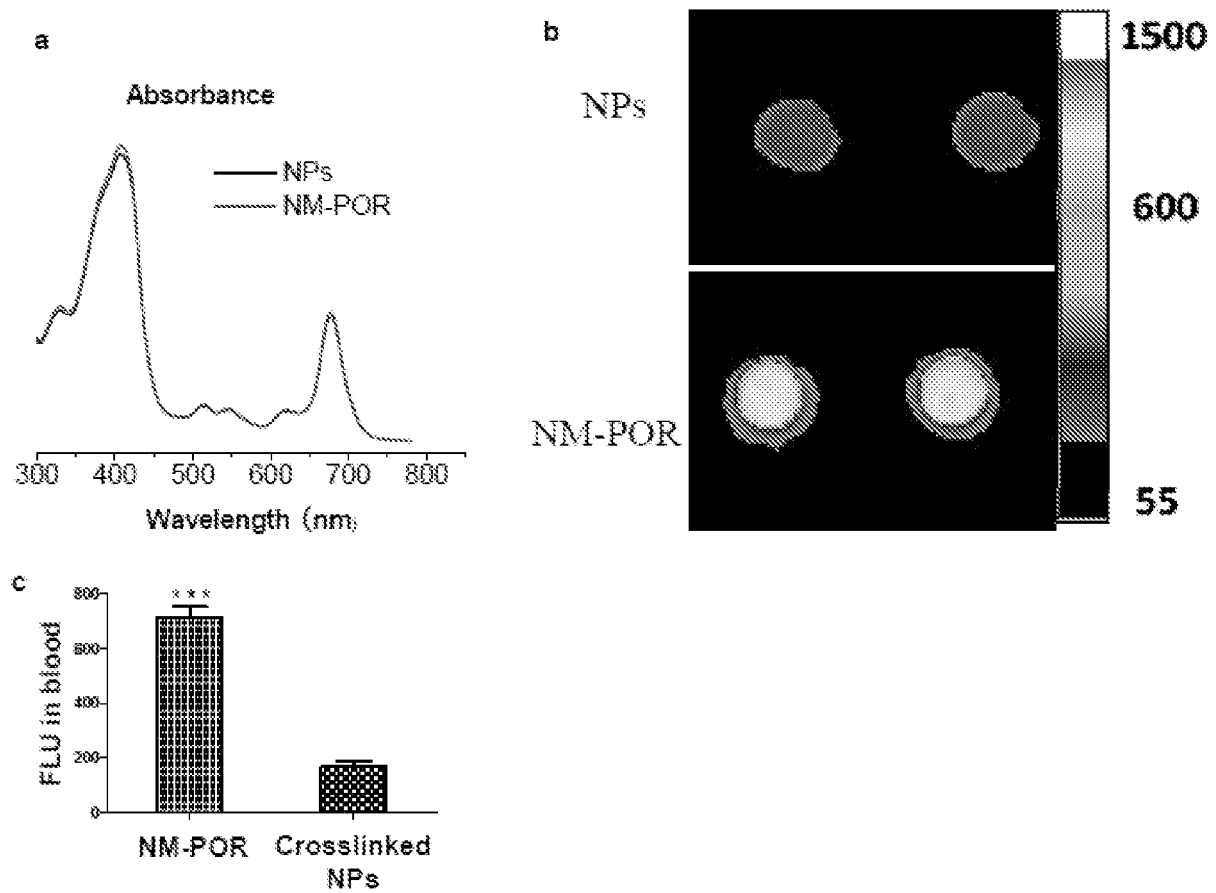 a
Absorbance
NPs
NM-POR
300 400 500 600 700 800
Wavelength (nm)
b
NPs
NM-POR
1500
600
55
c
FLU in blood
800
600
400
200
0
***
NM-POR
Crosslinked
NPs